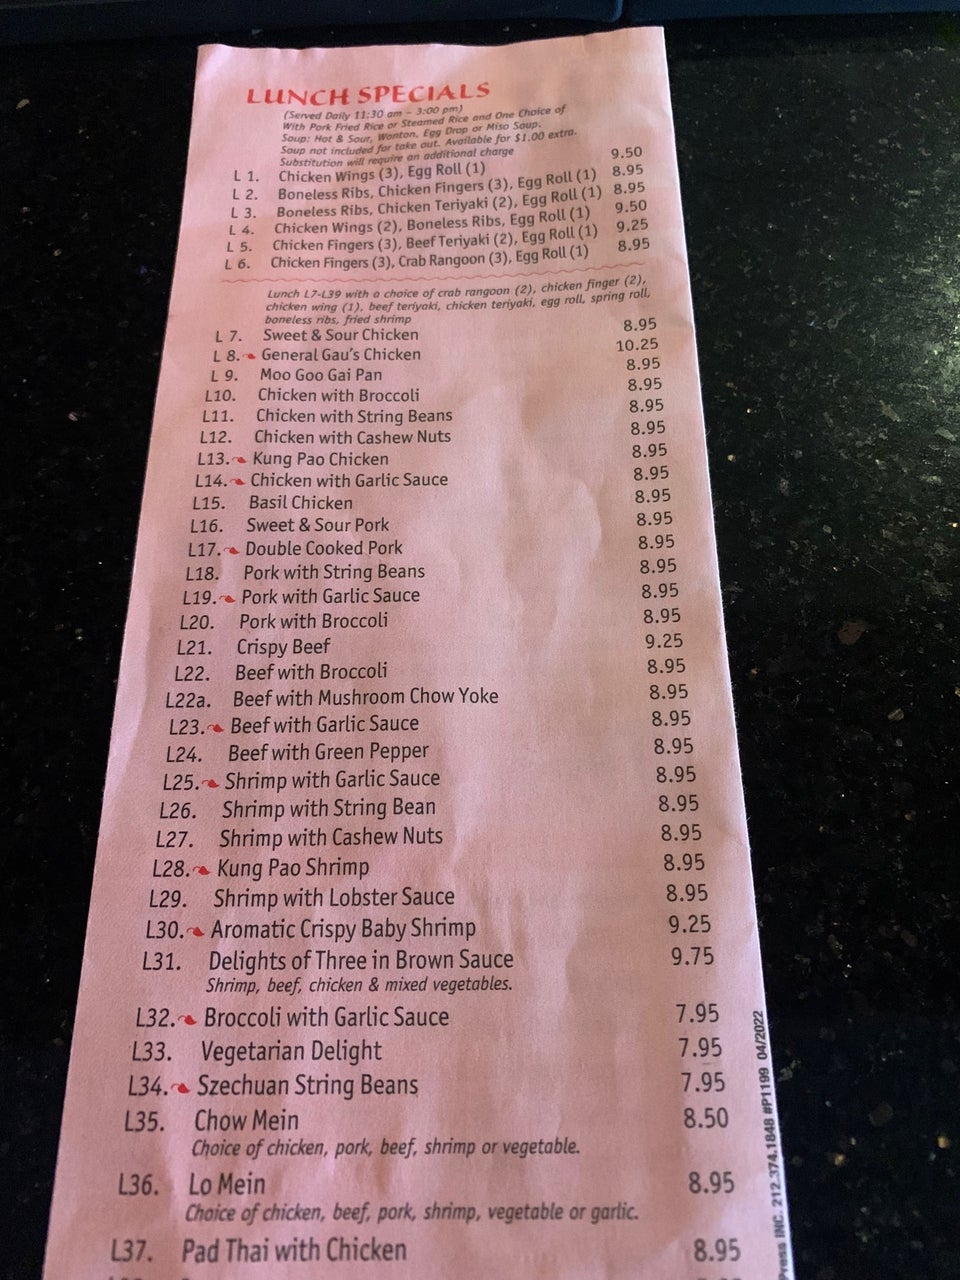 LUNCH SPECIALS
(Served Daily 11:30 am - 3:00 pm)
With Pork Fried Rice or Steamed Rice and One Choice of
Soup: Hot & Sour, Wonton, Egg Drop or Miso Soup.
Soup not included for take out. Available for $1.00 extra.
Substitution will require an additional charge
L 1. Chicken Wings (3), Egg Roll (1) 9.50
L 2. Boneless Ribs, Chicken Fingers (3), Egg Roll (1) 8.95
L 3. Boneless Ribs, Chicken Teriyaki (2), Egg Roll (1) 8.95
L 4. Chicken Wings (2), Boneless Ribs, Egg Roll (1) 9.50
L 5. Chicken Fingers (3), Beef Teriyaki (2), Egg Roll (1) 9.25
L 6. Chicken Fingers (3), Crab Rangoon (3), Egg Roll (1) 8.95
Lunch L7-L39 with a choice of crab rangoon (2), chicken finger (2),
chicken wing (1), beef teriyaki, chicken teriyaki, egg roll, spring roll,
boneless ribs, fried shrimp
L 7. Sweet & Sour Chicken 8.95
L 8. General Gau's Chicken 10.25
L 9. Moo Goo Gai Pan 8.95
L10. Chicken with Broccoli 8.95
L11. Chicken with String Beans 8.95
L12. Chicken with Cashew Nuts 8.95
L13. Kung Pao Chicken 8.95
L14. Chicken with Garlic Sauce 8.95
L15. Basil Chicken 8.95
L16. Sweet & Sour Pork 8.95
L17. Double Cooked Pork 8.95
L18. Pork with String Beans 8.95
L19. Pork with Garlic Sauce 8.95
L20. Pork with Broccoli 8.95
L21. Crispy Beef 9.25
L22. Beef with Broccoli 8.95
L22a. Beef with Mushroom Chow Yoke 8.95
L23. Beef with Garlic Sauce 8.95
L24. Beef with Green Pepper 8.95
L25. Shrimp with Garlic Sauce 8.95
L26. Shrimp with String Bean 8.95
L27. Shrimp with Cashew Nuts 8.95
L28. Kung Pao Shrimp 8.95
L29. Shrimp with Lobster Sauce 8.95
L30. Aromatic Crispy Baby Shrimp 9.25
L31. Delights of Three in Brown Sauce 9.75
Shrimp, beef, chicken & mixed vegetables.
L32. Broccoli with Garlic Sauce 7.95
L33. Vegetarian Delight 7.95
L34. Szechuan String Beans 7.95
L35. Chow Mein 8.50
Choice of chicken, pork, beef, shrimp or vegetable.
L36. Lo Mein 8.95
Choice of chicken, beef, pork, shrimp, vegetable or garlic.
L37. Pad Thai with Chicken 8.95
INC. 212.374.1848 #P1199 04/2022